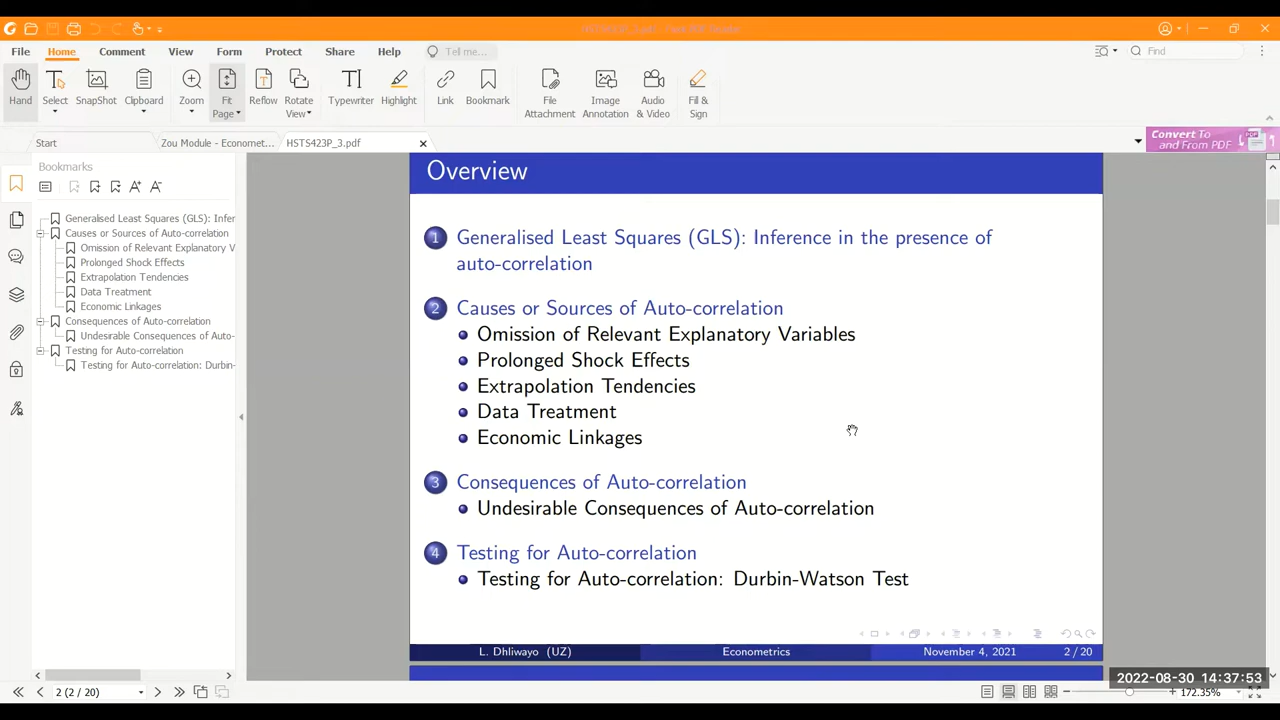 File Home Comment View Form Protect Share Help Tell me... Find
Hand Select SnapShot Clipboard Zoom Fit Page Reflow Rotate View Typewriter Highlight Link Bookmark File Attachment Image Annotation Audio & Video Fill & Sign
Start Zou Module - Economet... HSTS423P_3.pdf
Convert To
and From PDF
PDF
Bookmarks
Generalised Least Squares (GLS): Infer
Causes or Sources of Auto-correlation
Omission of Relevant Explanatory V
Prolonged Shock Effects
Extrapolation Tendencies
Data Treatment
Economic Linkages
Consequences of Auto-correlation
Undesirable Consequences of Auto-
Testing for Auto-correlation
Testing for Auto-correlation: Durbin-
Overview
1 Generalised Least Squares (GLS): Inference in the presence of
auto-correlation
2 Causes or Sources of Auto-correlation
Omission of Relevant Explanatory Variables
Prolonged Shock Effects
Extrapolation Tendencies
Data Treatment
Economic Linkages
3 Consequences of Auto-correlation
Undesirable Consequences of Auto-correlation
4 Testing for Auto-correlation
Testing for Auto-correlation: Durbin-Watson Test
L. Dhliwayo (UZ) Econometrics November 4, 2021 2 / 20
2022-08-30 14:37:53
2 (2 / 20) 172.35%